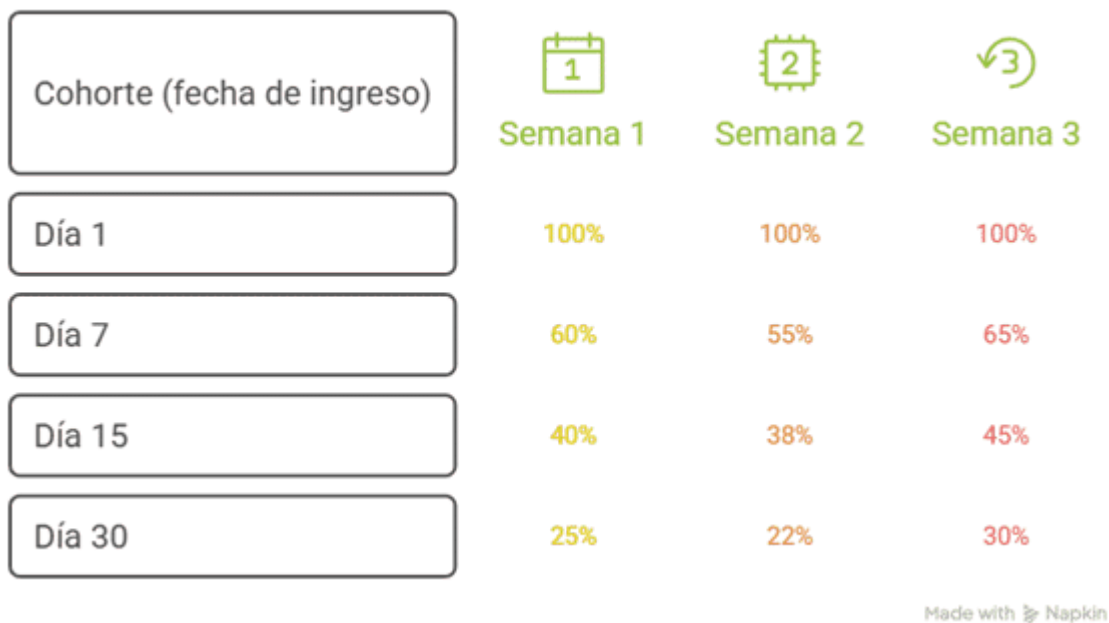 1 2 3
Cohorte (fecha de ingreso)
Semana 1 Semana 2 Semana 3
Día 1 100% 100% 100%
Día 7 60% 55% 65%
Día 15 40% 38% 45%
Día 30 25% 22% 30%
Made with Napkin